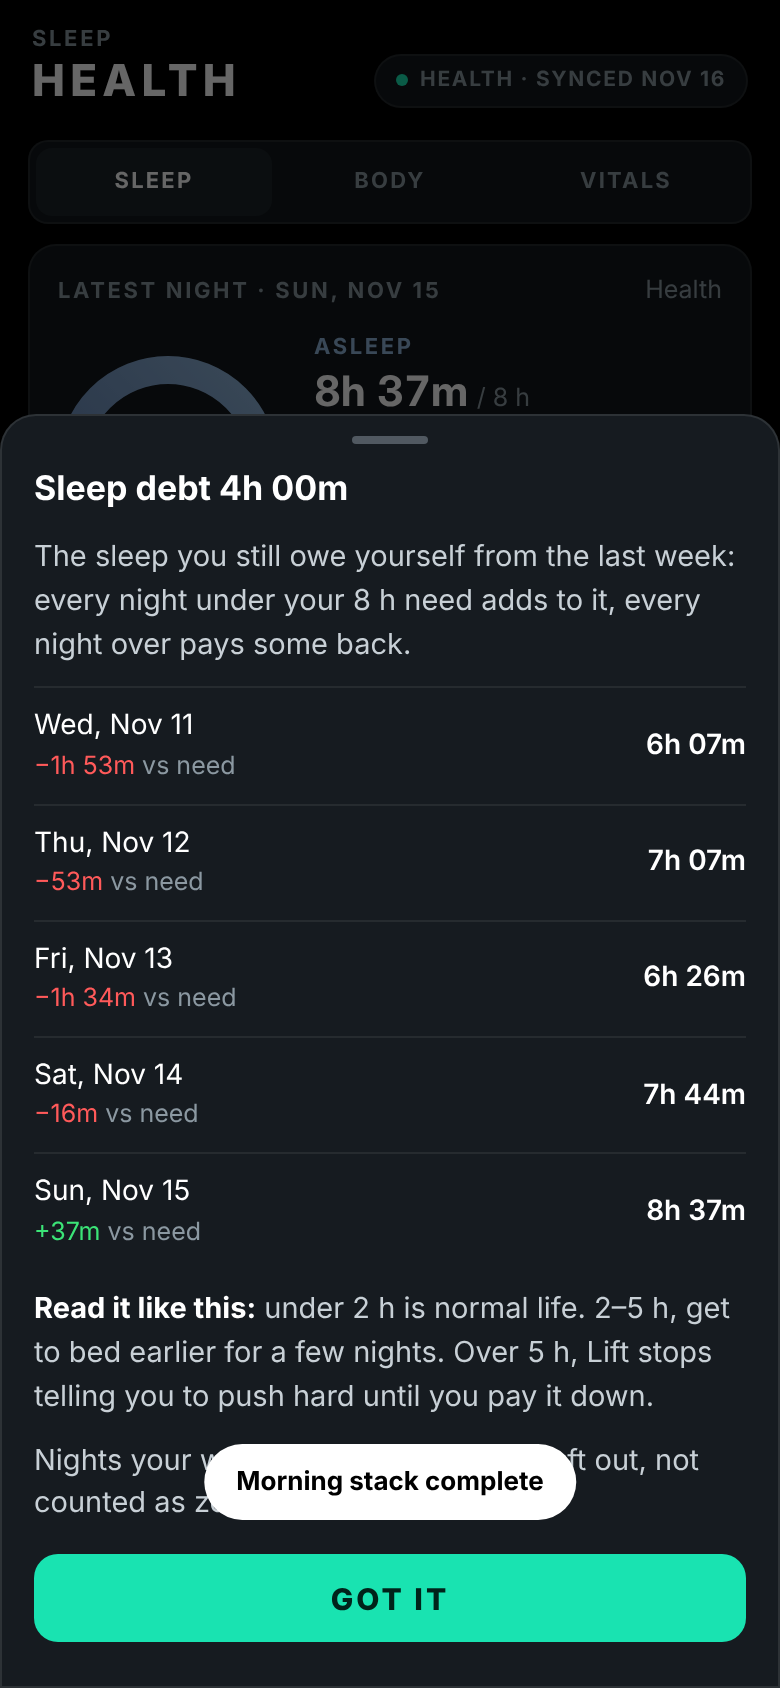 SLEEP
HEALTH
HEALTH · SYNCED NOV 16
SLEEP
BODY
VITALS
LATEST NIGHT · SUN, NOV 15
Health
ASLEEP
8h 37m / 8 h
Sleep debt 4h 00m
The sleep you still owe yourself from the last week:
every night under your 8 h need adds to it, every
night over pays some back.
Wed, Nov 11
−1h 53m vs need
6h 07m
Thu, Nov 12
−53m vs need
7h 07m
Fri, Nov 13
−1h 34m vs need
6h 26m
Sat, Nov 14
−16m vs need
7h 44m
Sun, Nov 15
+37m vs need
8h 37m
Read it like this: under 2 h is normal life. 2–5 h, get
to bed earlier for a few nights. Over 5 h, Lift stops
telling you to push hard until you pay it down.
Nights your out, not
counted as
Morning stack complete
GOT IT